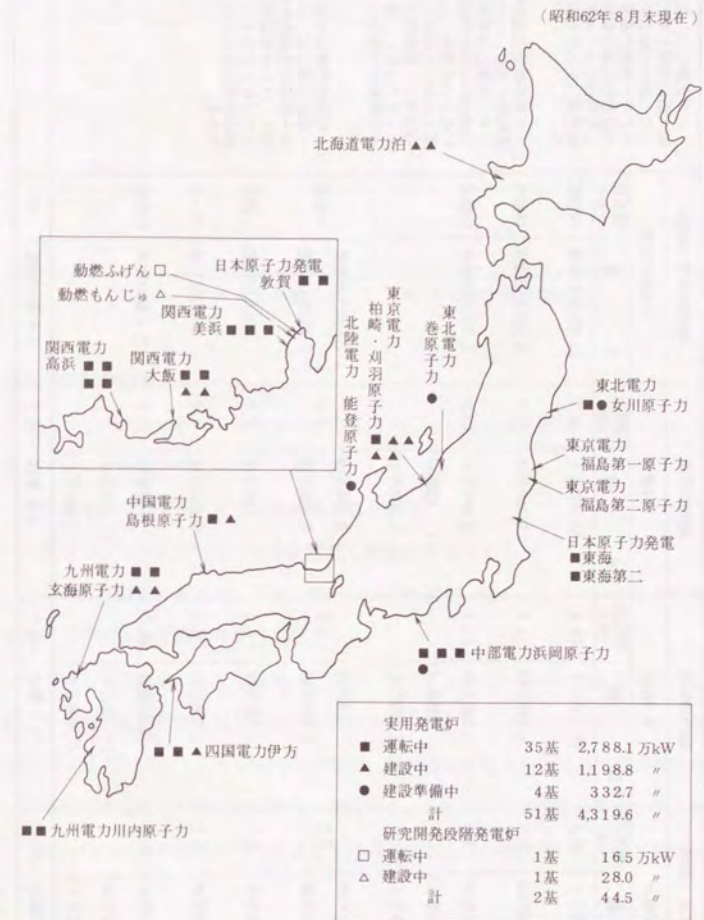 （昭和62年8月末現在）
北海道電力泊 ▲▲
動燃ふげん □
動燃もんじゅ △
日本原子力発電
敦賀 ■ ■
関西電力
美浜 ■ ■ ■
関西電力
高浜 ■ ■
■ ■
関西電力
大飯 ■ ■
▲ ▲
東北電力
巻原子力
●
東京電力
柏崎・刈羽原子力
■ ▲ ▲
▲ ▲
北陸電力 能登原子力
●
東北電力
■●女川原子力
東京電力
福島第一原子力
東京電力
福島第二原子力
日本原子力発電
■東海
■東海第二
中国電力
島根原子力 ■ ▲
九州電力 ■ ■
玄海原子力 ▲ ▲
■ ■ ■ 中部電力浜岡原子力
●
■ ■ ▲ 四国電力伊方
■■九州電力川内原子力
実用発電炉
■ 運転中 35基 2,788.1 万kW
▲ 建設中 12基 1,198.8 〃
● 建設準備中 4基 332.7 〃
計 51基 4,319.6 〃
研究開発段階発電炉
□ 運転中 1基 16.5 万kW
△ 建設中 1基 28.0 〃
計 2基 44.5 〃